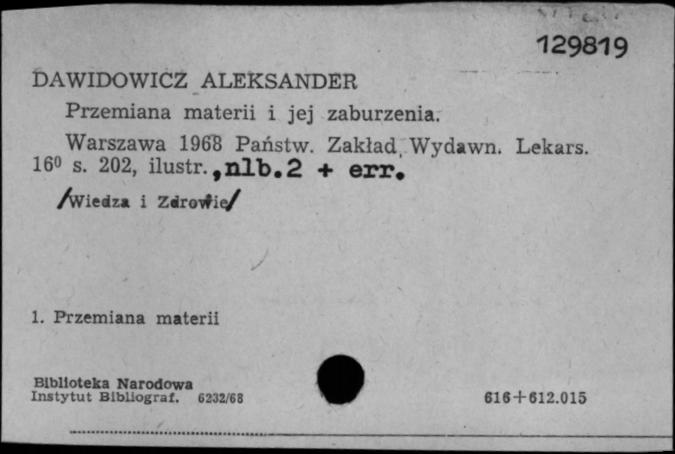 129819
DAWIDOWICZ ALEKSANDER
Przemiana materii i jej zaburzenia.
Warszawa 1968 Państw. Zakład Wydawn. Lekars.
16⁰ s. 202, ilustr. ,nlb.2 + err.
/Wiedza i Zdrowie/
1. Przemiana materii
Biblioteka Narodowa
Instytut Bibliograf. 6232/68
616+612.015